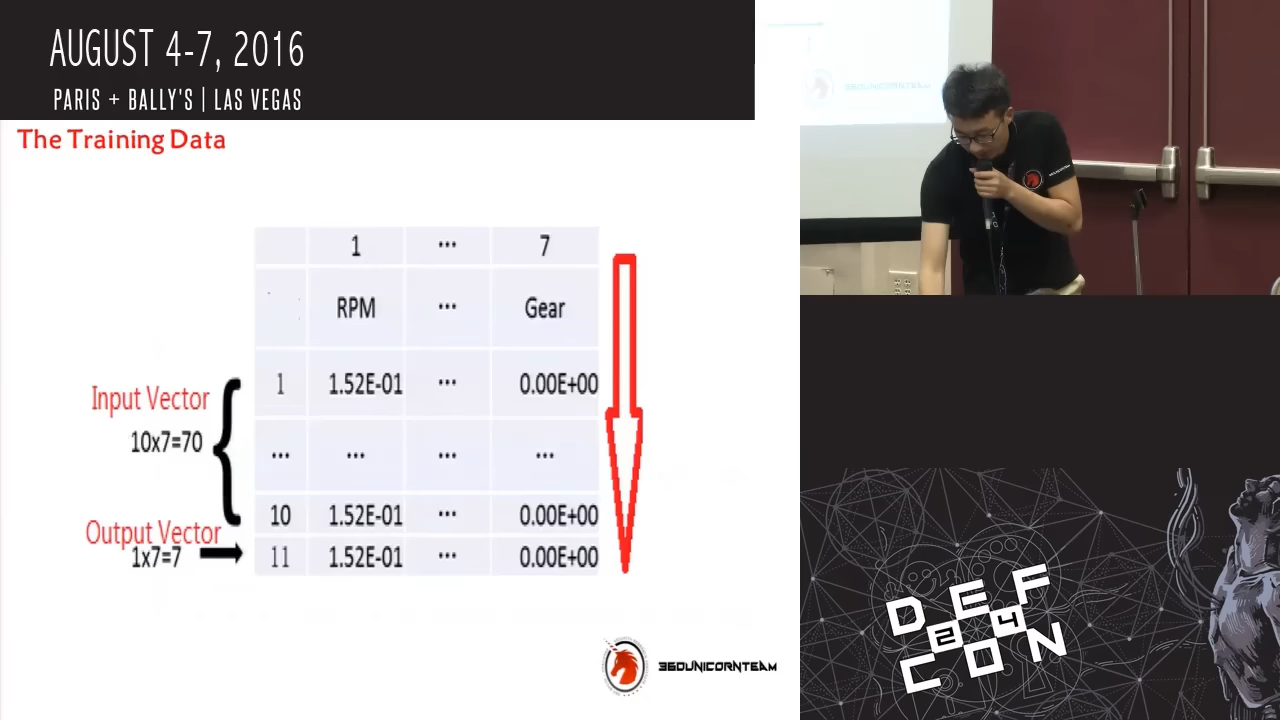 AUGUST 4-7, 2016
PARIS + BALLY'S | LAS VEGAS
The Training Data
1 ... 7
RPM ... Gear
Input Vector
10x7=70
1 1.52E-01 ... 0.00E+00
... ... ... ...
10 1.52E-01 ... 0.00E+00
Output Vector
1x7=7
11 1.52E-01 ... 0.00E+00
360UNICORNTEAM
DEF
24
CON